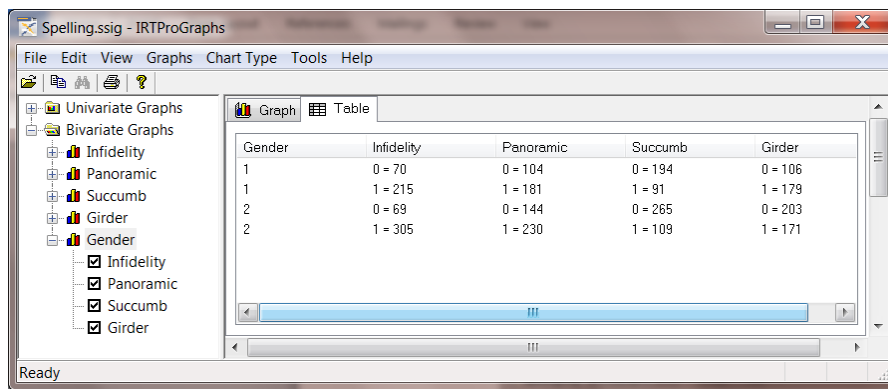 Spelling.ssig - IRTProGraphs
File Edit View Graphs Chart Type Tools Help
Univariate Graphs
Bivariate Graphs
Infidelity
Panoramic
Succumb
Girder
Gender
Infidelity
Panoramic
Succumb
Girder
Graph Table
Gender Infidelity Panoramic Succumb Girder
1 0 = 70 0 = 104 0 = 194 0 = 106
1 1 = 215 1 = 181 1 = 91 1 = 179
2 0 = 69 0 = 144 0 = 265 0 = 203
2 1 = 305 1 = 230 1 = 109 1 = 171
Ready